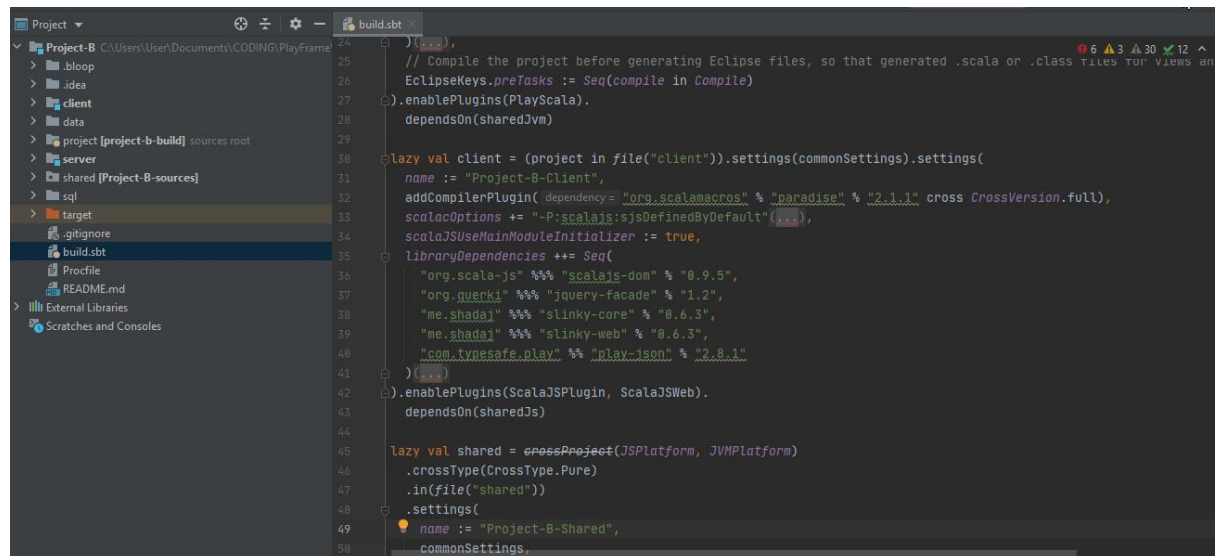 Project
build.sbt
Project-B C:\Users\User\Documents\CODING\PlayFrame
.bloop
.idea
client
data
project [project-b-build] sources root
server
shared [Project-B-sources]
sql
target
.gitignore
build.sbt
Procfile
README.md
External Libraries
Scratches and Consoles
6 3 30 12
24 )(...),
25 // Compile the project before generating Eclipse files, so that generated .scala or .class files for views an
26 EclipseKeys.preTasks := Seq(compile in Compile)
27 ).enablePlugins(PlayScala).
28 dependsOn(sharedJvm)
29
30 lazy val client = (project in file("client")).settings(commonSettings).settings(
31 name := "Project-B-Client",
32 addCompilerPlugin( dependency = "org.scalamacros" % "paradise" % "2.1.1" cross CrossVersion.full),
33 scalacOptions += "-P:scalajs:sjsDefinedByDefault"(...),
34 scalaJSUseMainModuleInitializer := true,
35 libraryDependencies ++= Seq(
36 "org.scala-js" %%% "scalajs-dom" % "0.9.5",
37 "org.querki" %%% "jquery-facade" % "1.2",
38 "me.shadaj" %%% "slinky-core" % "0.6.3",
39 "me.shadaj" %%% "slinky-web" % "0.6.3",
40 "com.typesafe.play" %% "play-json" % "2.8.1"
41 )(...)
42 ).enablePlugins(ScalaJSPlugin, ScalaJSWeb).
43 dependsOn(sharedJs)
44
45 lazy val shared = crossProject(JSPlatform, JVMPlatform)
46 .crossType(CrossType.Pure)
47 .in(file("shared"))
48 .settings(
49 name := "Project-B-Shared",
50 commonSettings,